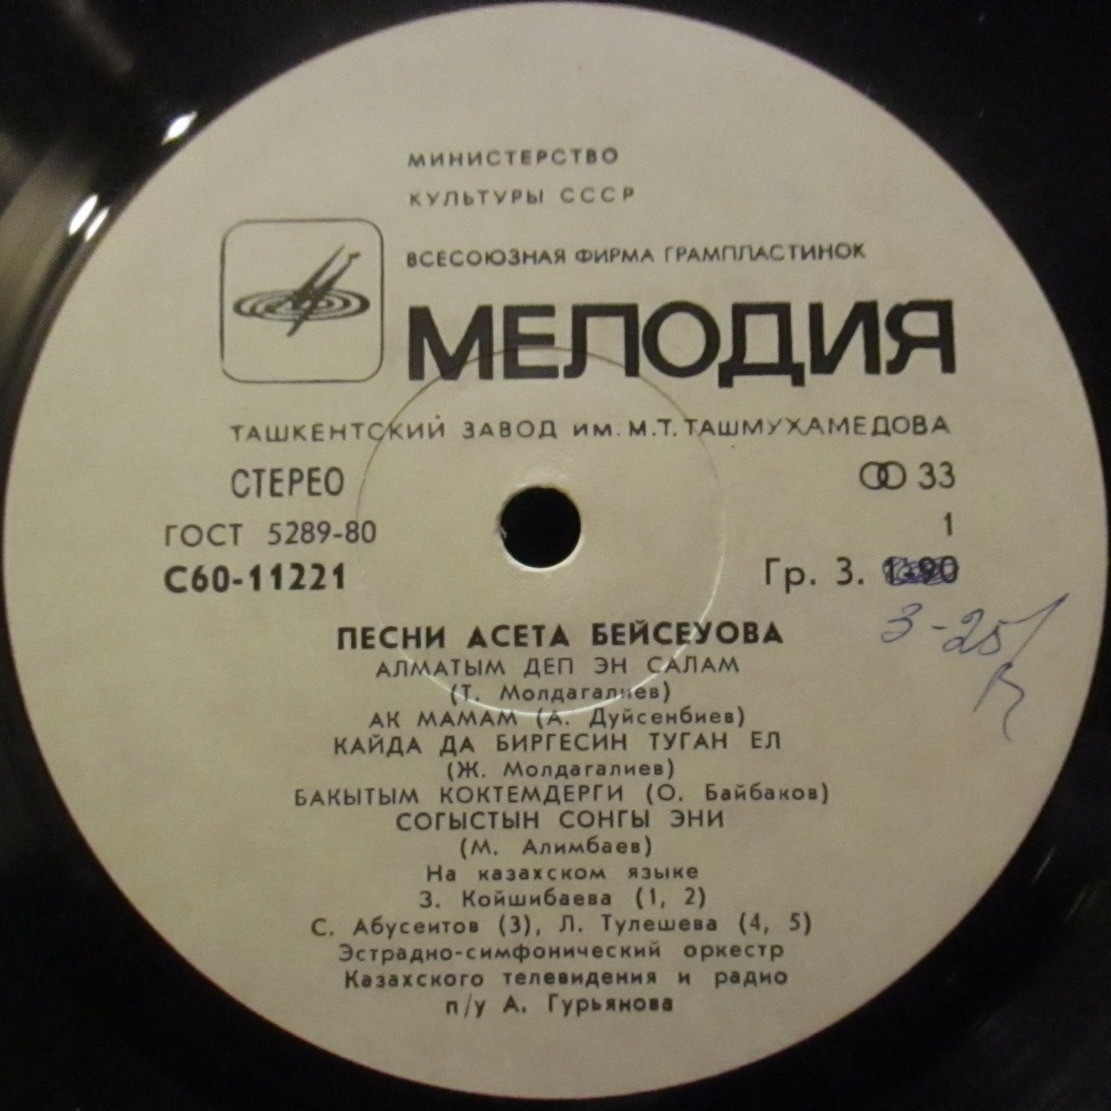 МИНИСТЕРСТВО
КУЛЬТУРЫ СССР
ВСЕСОЮЗНАЯ ФИРМА ГРАМПЛАСТИНОК
МЕЛОДИЯ
ТАШКЕНТСКИЙ ЗАВОД ИМ. М.Т. ТАШМУХАМЕДОВА
СТЕРЕО 33
ГОСТ 5289-80 1
С60-11221 Гр. 3. 1-90
3-25
ПЕСНИ АСЕТА БЕЙСЕУОВА
АЛМАТЫМ ДЕП ЭН САЛАМ
(Т. Молдагалиев)
АК МАМАМ (А. Дуйсенбиев)
КАЙДА ДА БИРГЕСИН ТУГАН ЕЛ
(Ж. Молдагалиев)
БАКЫТЫМ КОКТЕМДЕРГИ (О. Байбаков)
СОГЫСТЫН СОНГЫ ЭНИ
(М. Алимбаев)
На казахском языке
З. Койшибаева (1, 2)
С. Абусеитов (3), Л. Тулешева (4, 5)
Эстрадно-симфонический оркестр
Казахского телевидения и радио
п/у А. Гурьянова